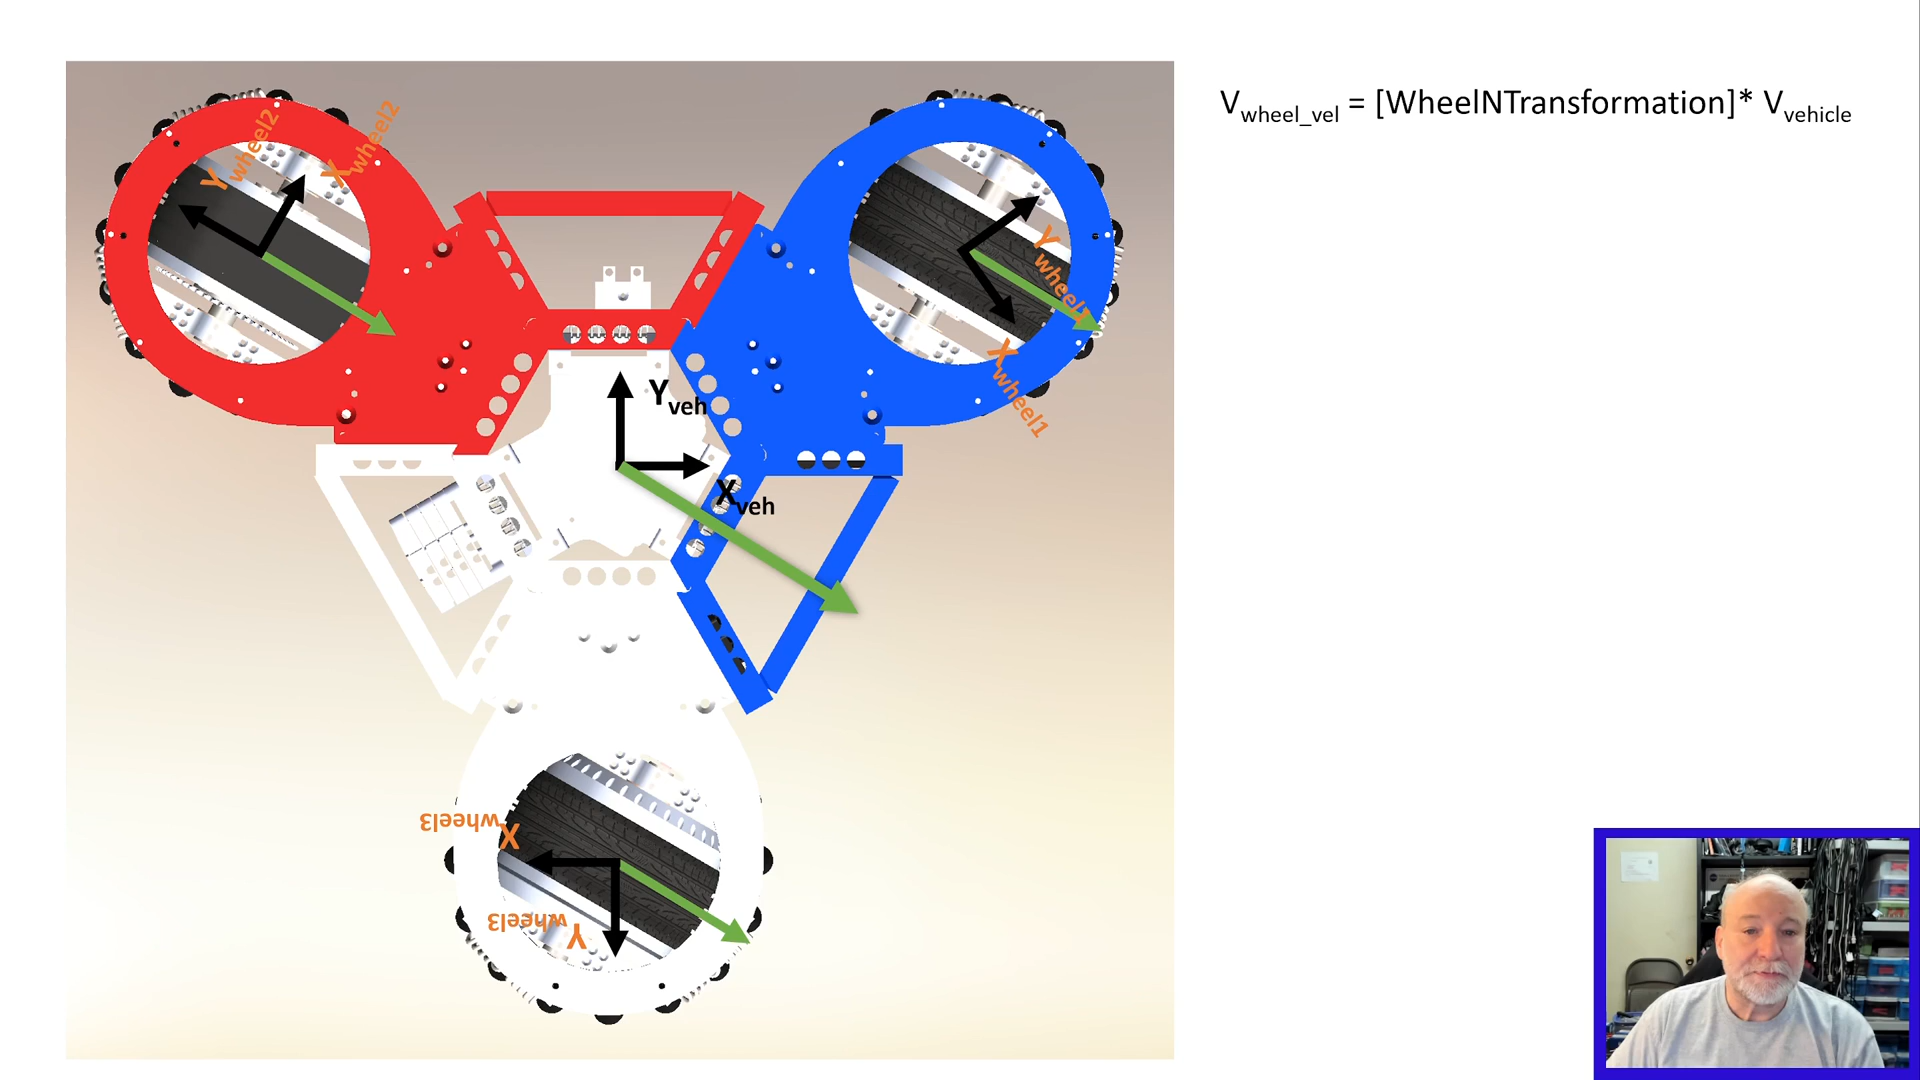 V_wheel_vel = [WheelNTransformation]* V_vehicle
Y_wheel2
X_wheel2
Y_wheel1
X_wheel1
Y_veh
X_veh
X_wheel3
Y_wheel3